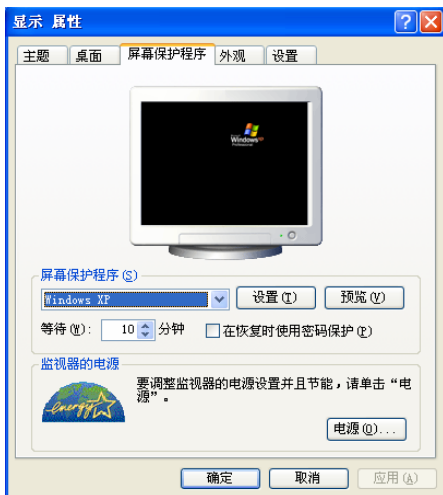 显示 属性
主题 桌面 屏幕保护程序 外观 设置
Windows xp
屏幕保护程序(S)
Windows XP 设置(T) 预览(V)
等待(W): 10 分钟 在恢复时使用密码保护(P)
监视器的电源
要调整监视器的电源设置并且节能，请单击“电
源”。
energy
电源(O)...
确定 取消 应用(A)